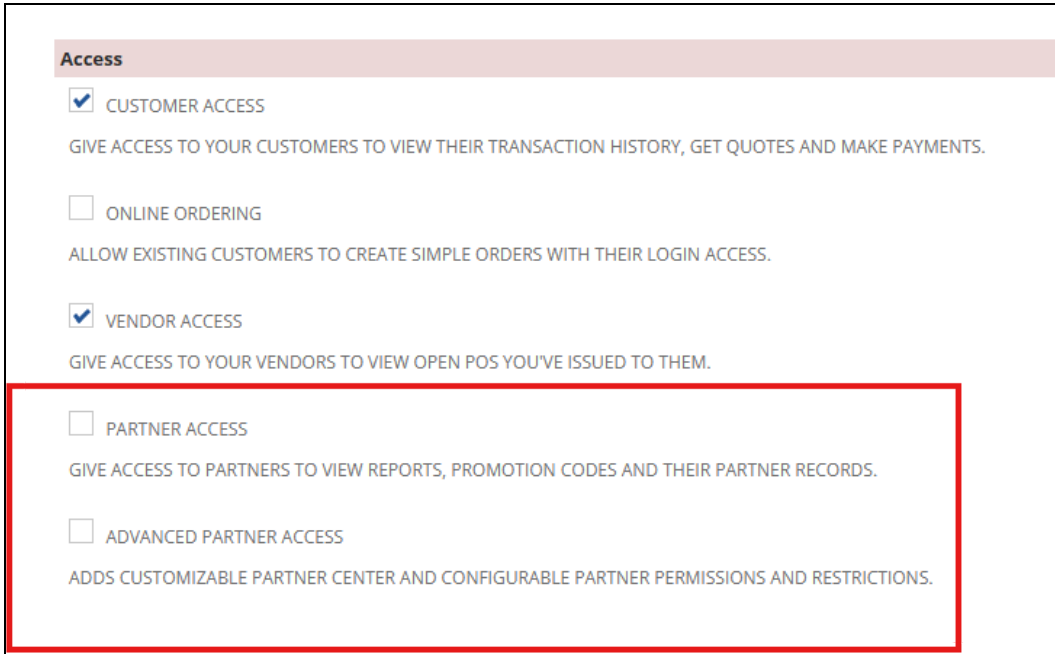 Access
CUSTOMER ACCESS
GIVE ACCESS TO YOUR CUSTOMERS TO VIEW THEIR TRANSACTION HISTORY, GET QUOTES AND MAKE PAYMENTS.
ONLINE ORDERING
ALLOW EXISTING CUSTOMERS TO CREATE SIMPLE ORDERS WITH THEIR LOGIN ACCESS.
VENDOR ACCESS
GIVE ACCESS TO YOUR VENDORS TO VIEW OPEN POS YOU'VE ISSUED TO THEM.
PARTNER ACCESS
GIVE ACCESS TO PARTNERS TO VIEW REPORTS, PROMOTION CODES AND THEIR PARTNER RECORDS.
ADVANCED PARTNER ACCESS
ADDS CUSTOMIZABLE PARTNER CENTER AND CONFIGURABLE PARTNER PERMISSIONS AND RESTRICTIONS.